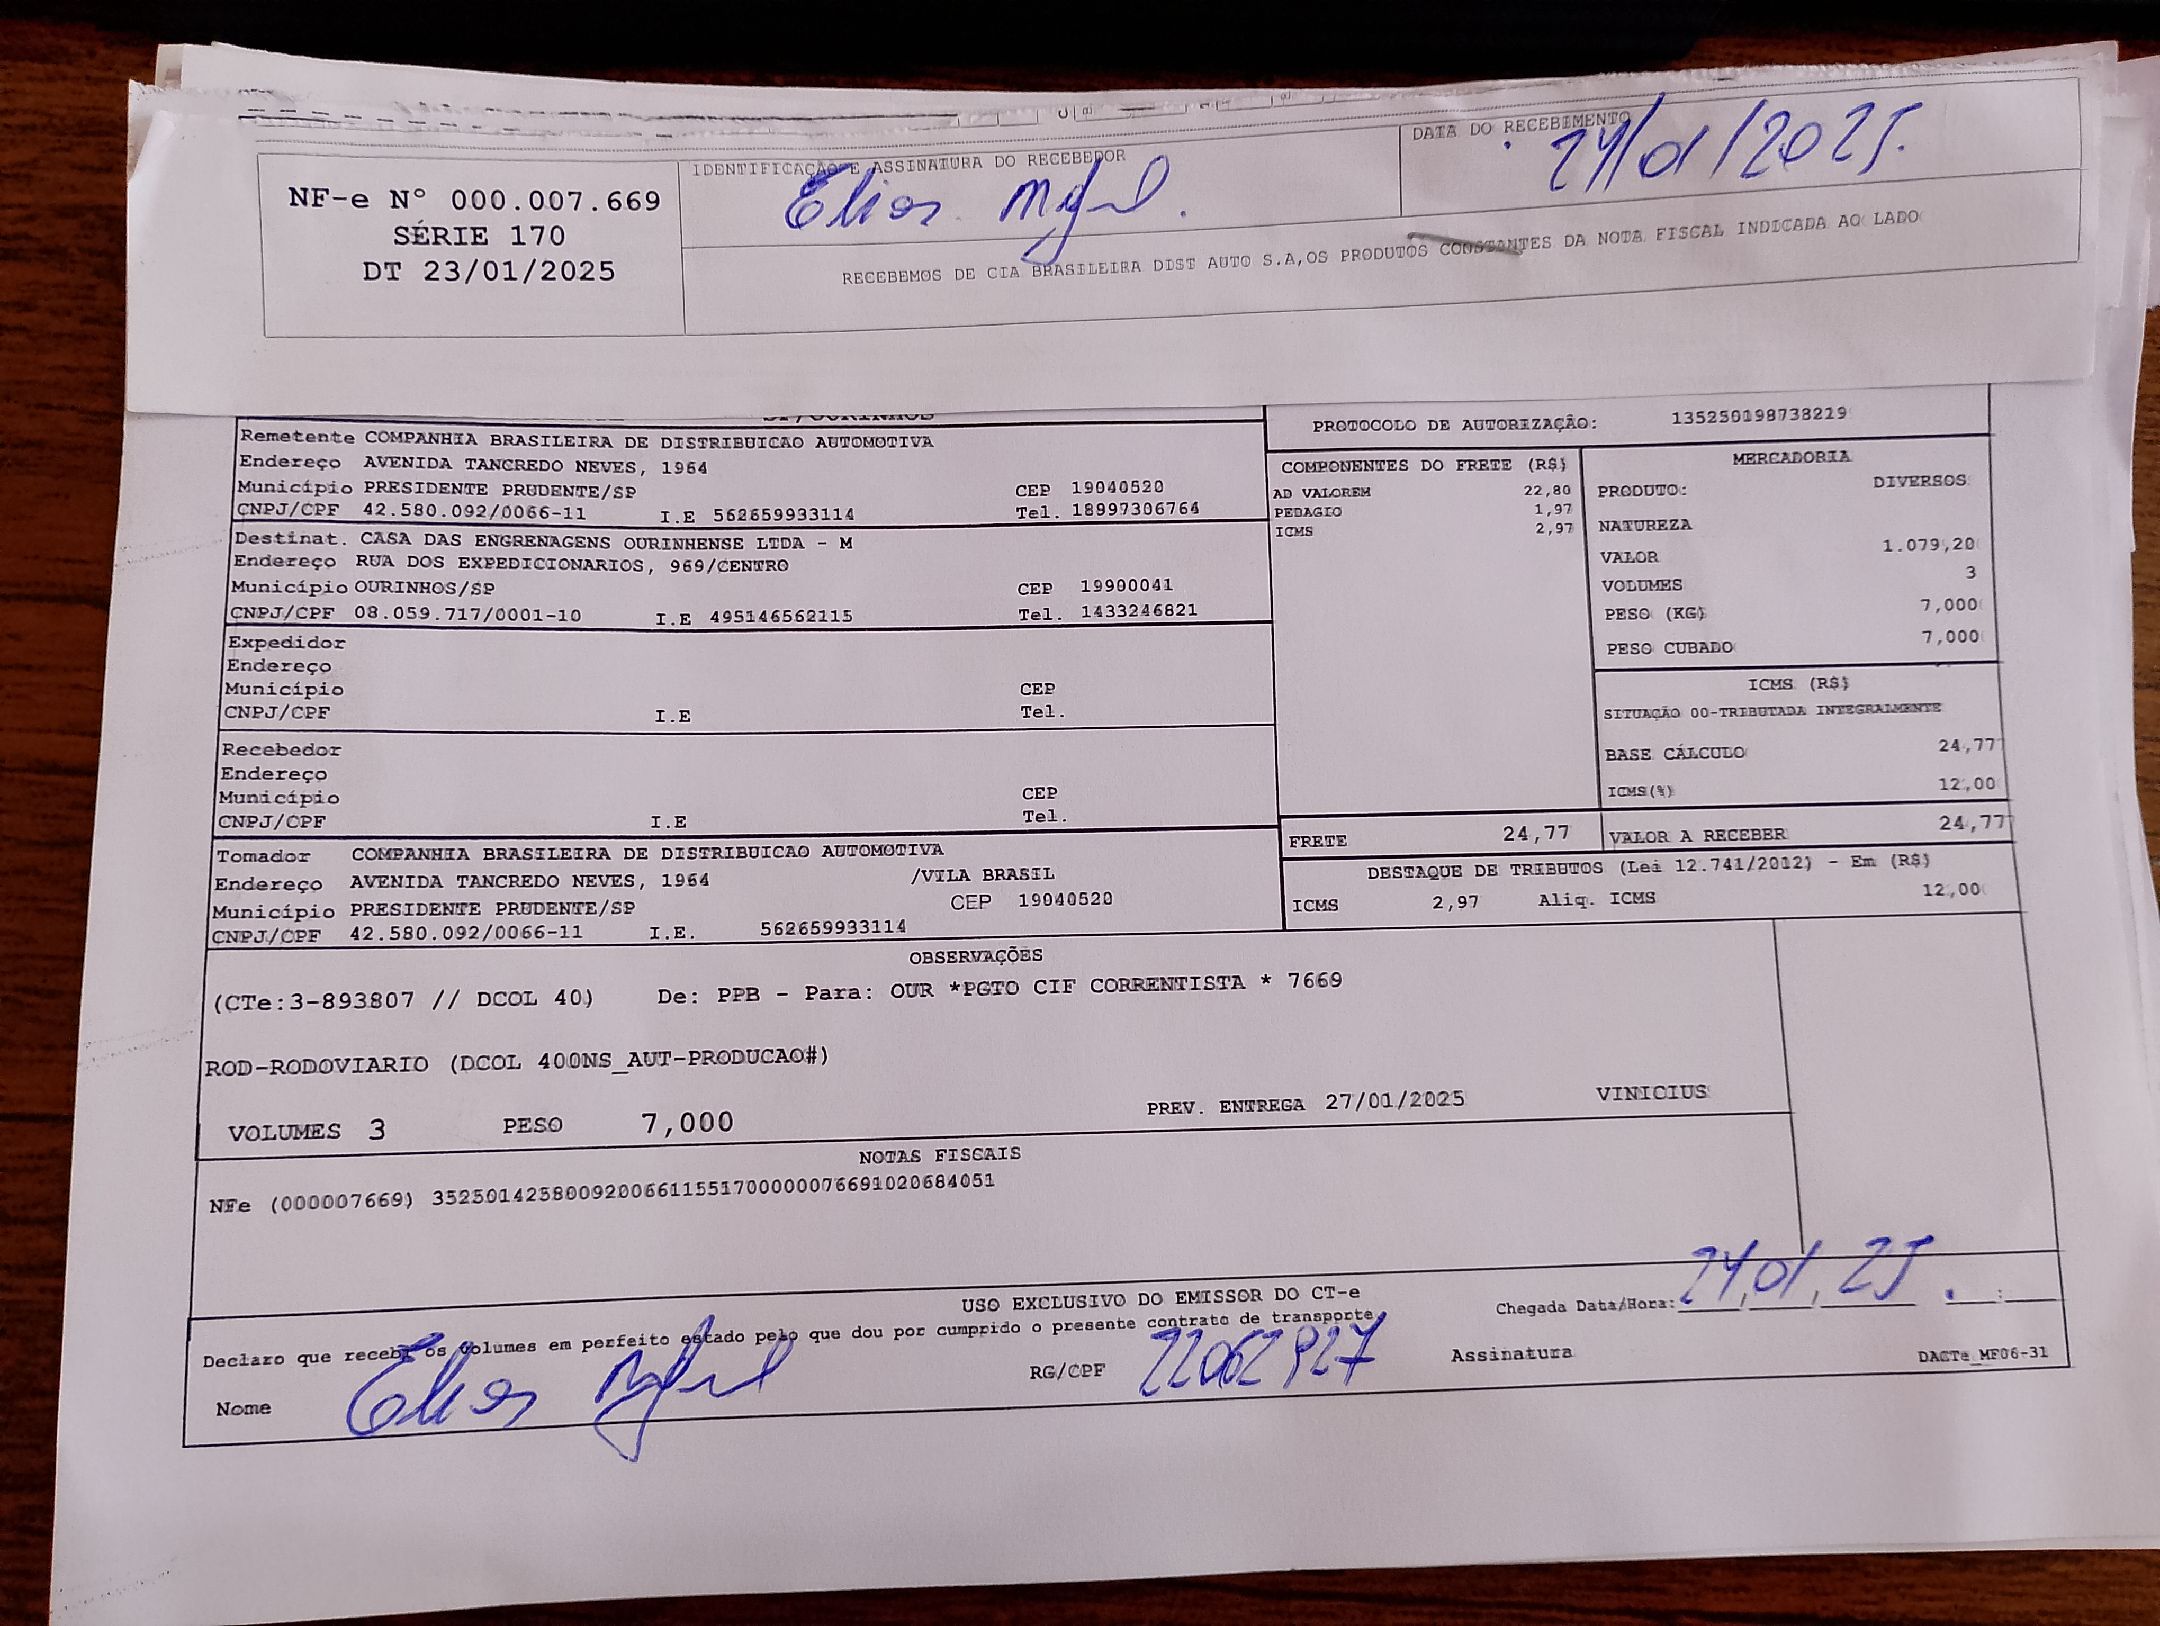 NF-e N° 000.007.669
SÉRIE 170
DT 23/01/2025
IDENTIFICAÇÃO E ASSINATURA DO RECEBEDOR
Elias
DATA DO RECEBIMENTO
24/01/2025.
RECEBEMOS DE CIA BRASILEIRA DIST AUTO S.A,OS PRODUTOS CONSTANTES DA NOTA FISCAL INDICADA AO LADO
SP/OURINHOS
PROTOCOLO DE AUTORIZAÇÃO: 135250198738219
Remetente COMPANHIA BRASILEIRA DE DISTRIBUICAO AUTOMOTIVA
Endereço AVENIDA TANCREDO NEVES, 1964
Município PRESIDENTE PRUDENTE/SP CEP 19040520
CNPJ/CPF 42.580.092/0066-11 I.E 562659933114 Tel. 18997306764
Destinat. CASA DAS ENGRENAGENS OURINHENSE LTDA - M
Endereço RUA DOS EXPEDICIONARIOS, 969/CENTRO
Município OURINHOS/SP CEP 19900041
CNPJ/CPF 08.059.717/0001-10 I.E 495146562115 Tel. 1433246821
Expedidor
Endereço
Município CEP
CNPJ/CPF I.E Tel.
Recebedor
Endereço
Município CEP
CNPJ/CPF I.E Tel.
Tomador COMPANHIA BRASILEIRA DE DISTRIBUICAO AUTOMOTIVA
Endereço AVENIDA TANCREDO NEVES, 1964 /VILA BRASIL
Município PRESIDENTE PRUDENTE/SP CEP 19040520
CNPJ/CPF 42.580.092/0066-11 I.E. 562659933114
COMPONENTES DO FRETE (R$)
AD VALOREM 22,80
PEDAGIO 1,97
ICMS 2,97
MERCADORIA
PRODUTO: DIVERSOS
NATUREZA
VALOR 1.079,20
VOLUMES 3
PESO (KG) 7,000
PESO CUBADO 7,000
ICMS (R$)
SITUAÇÃO 00-TRIBUTADA INTEGRALMENTE
BASE CÁLCULO 24,77
ICMS(%) 12,00
FRETE 24,77 VALOR A RECEBER 24,77
DESTAQUE DE TRIBUTOS (Lei 12.741/2012) - Em (R$)
ICMS 2,97 Aliq. ICMS 12,00
OBSERVAÇÕES
(CTe:3-893807 // DCOL 40) De: PPB - Para: OUR *PGTO CIF CORRENTISTA * 7669
ROD-RODOVIARIO (DCOL 400NS_AUT-PRODUCAO#)
VOLUMES 3 PESO 7,000 PREV. ENTREGA 27/01/2025 VINICIUS
NOTAS FISCAIS
NFe (000007669) 35250142580092006611551700000076691020684051
USO EXCLUSIVO DO EMISSOR DO CT-e
Declaro que recebi os volumes em perfeito estado pelo que dou por cumprido o presente contrato de transporte
Chegada Data/Hora: 24,01,25 :
Nome Elias RG/CPF 22062927 Assinatura DACTe_MF06-31